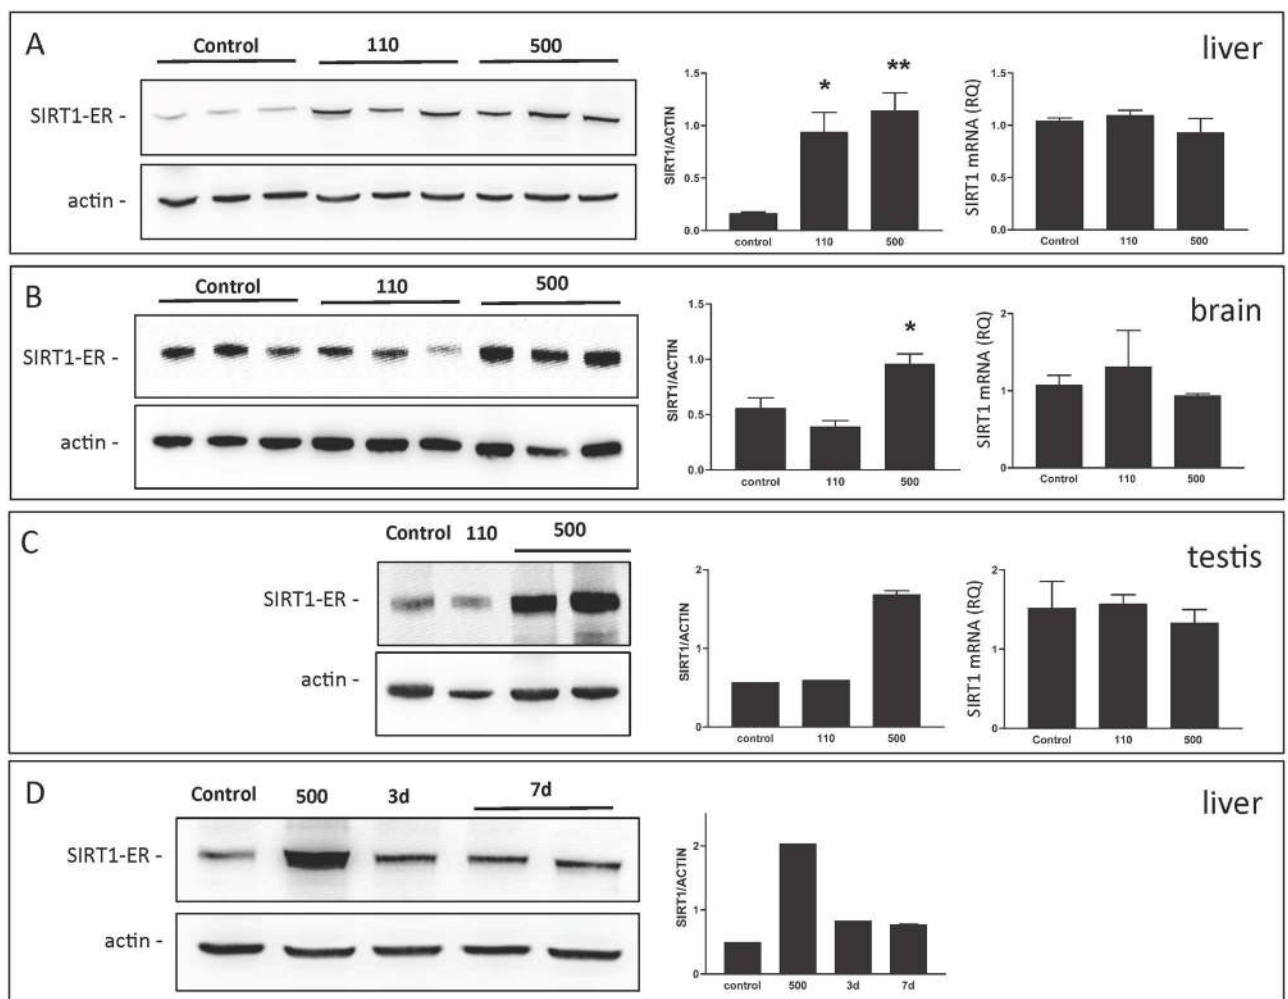 A
Control 110 500
SIRT1-ER -
actin -
* **
1.5
1.0
0.5
0.0
SIRT1/ACTIN
control 110 500
1.5
1.0
0.5
0.0
SIRT1 mRNA (RQ)
Control 110 500
liver
B
Control 110 500
SIRT1-ER -
actin -
*
1.5
1.0
0.5
0.0
SIRT1/ACTIN
control 110 500
2
1
0
SIRT1 mRNA (RQ)
Control 110 500
brain
C
Control 110 500
SIRT1-ER -
actin -
2
1
0
SIRT1/ACTIN
control 110 500
2
1
0
SIRT1 mRNA (RQ)
Control 110 500
testis
D
Control 500 3d 7d
SIRT1-ER -
actin -
2
1
0
SIRT1/ACTIN
control 500 3d 7d
liver